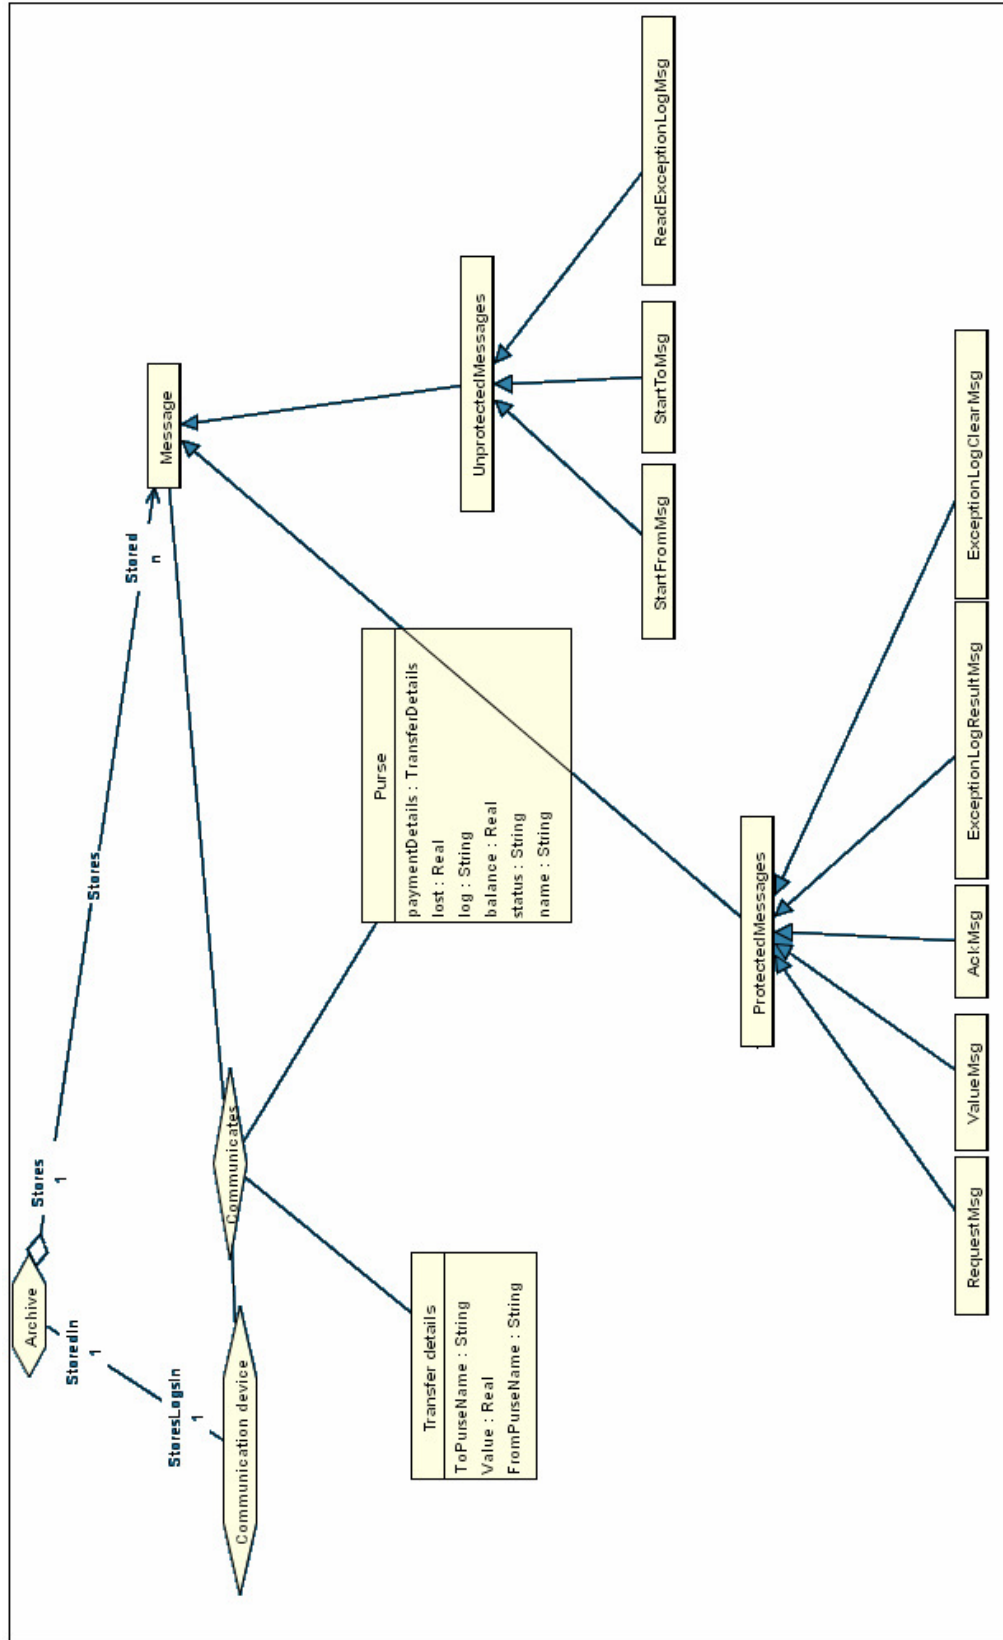 Archive
Stores
1
Stores
Stored
n
Message
StoredIn
1
StoresLogsIn
1
Communication device
Communicates
Transfer details
ToPurseName : String
Value : Real
FromPurseName : String
Purse
paymentDetails : TransferDetails
lost : Real
log : String
balance : Real
status : String
name : String
UnprotectedMessages
StartFromMsg
StartToMsg
ReadExceptionLogMsg
ProtectedMessages
RequestMsg
ValueMsg
AckMsg
ExceptionLogResultMsg
ExceptionLogClearMsg